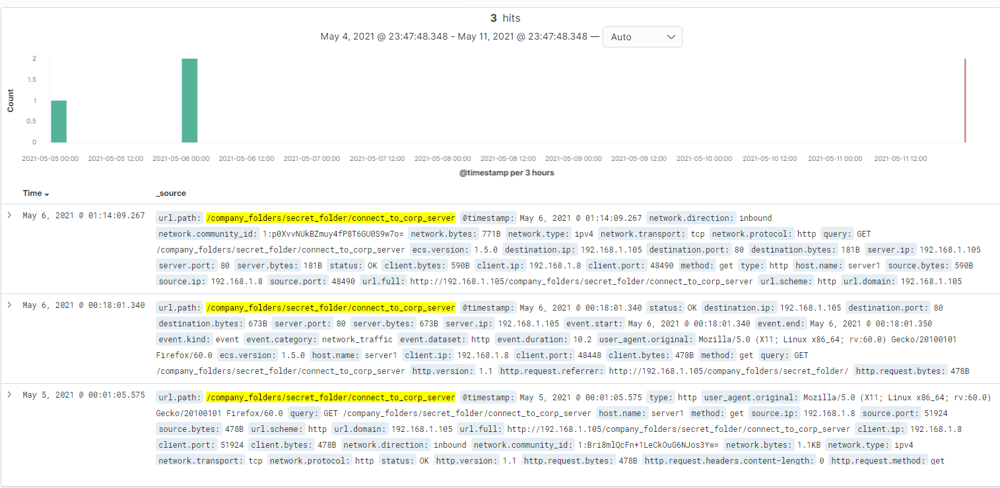 3 hits
May 4, 2021 @ 23:47:48.348 - May 11, 2021 @ 23:47:48.348 — Auto
2
1.5
1
0.5
0
Count
2021-05-05 00:00 2021-05-05 12:00 2021-05-06 00:00 2021-05-06 12:00 2021-05-07 00:00 2021-05-07 12:00 2021-05-08 00:00 2021-05-08 12:00 2021-05-09 00:00 2021-05-09 12:00 2021-05-10 00:00 2021-05-10 12:00 2021-05-11 00:00 2021-05-11 12:00
@timestamp per 3 hours
Time _source
May 6, 2021 @ 01:14:09.267 url.path: /company_folders/secret_folder/connect_to_corp_server @timestamp: May 6, 2021 @ 01:14:09.267 network.direction: inbound
network.community_id: 1:p0XvvNUkBZmuy4fP8T6GU0S9w7o= network.bytes: 771B network.type: ipv4 network.transport: tcp network.protocol: http query: GET
/company_folders/secret_folder/connect_to_corp_server ecs.version: 1.5.0 destination.ip: 192.168.1.105 destination.port: 80 destination.bytes: 181B server.ip: 192.168.1.105
server.port: 80 server.bytes: 181B status: OK client.bytes: 590B client.ip: 192.168.1.8 client.port: 48490 method: get type: http host.name: server1 source.bytes: 590B
source.ip: 192.168.1.8 source.port: 48490 url.full: http://192.168.1.105/company_folders/secret_folder/connect_to_corp_server url.scheme: http url.domain: 192.168.1.105
May 6, 2021 @ 00:18:01.340 url.path: /company_folders/secret_folder/connect_to_corp_server @timestamp: May 6, 2021 @ 00:18:01.340 status: OK destination.ip: 192.168.1.105 destination.port: 80
destination.bytes: 673B server.port: 80 server.bytes: 673B server.ip: 192.168.1.105 event.start: May 6, 2021 @ 00:18:01.340 event.end: May 6, 2021 @ 00:18:01.350
event.kind: event event.category: network_traffic event.dataset: http event.duration: 10.2 user_agent.original: Mozilla/5.0 (X11; Linux x86_64; rv:60.0) Gecko/20100101
Firefox/60.0 ecs.version: 1.5.0 host.name: server1 client.ip: 192.168.1.8 client.port: 48448 client.bytes: 478B method: get query: GET
/company_folders/secret_folder/connect_to_corp_server http.version: 1.1 http.request.referrer: http://192.168.1.105/company_folders/secret_folder/ http.request.bytes: 478B
May 5, 2021 @ 00:01:05.575 url.path: /company_folders/secret_folder/connect_to_corp_server @timestamp: May 5, 2021 @ 00:01:05.575 type: http user_agent.original: Mozilla/5.0 (X11; Linux x86_64; rv:60.0)
Gecko/20100101 Firefox/60.0 query: GET /company_folders/secret_folder/connect_to_corp_server host.name: server1 method: get source.ip: 192.168.1.8 source.port: 51924
source.bytes: 478B url.scheme: http url.domain: 192.168.1.105 url.full: http://192.168.1.105/company_folders/secret_folder/connect_to_corp_server client.ip: 192.168.1.8
client.port: 51924 client.bytes: 478B network.direction: inbound network.community_id: 1:Bri8mlQcFn+1LeCkOuG6NJos3Yw= network.bytes: 1.1KB network.type: ipv4
network.transport: tcp network.protocol: http status: OK http.version: 1.1 http.request.bytes: 478B http.request.headers.content-length: 0 http.request.method: get